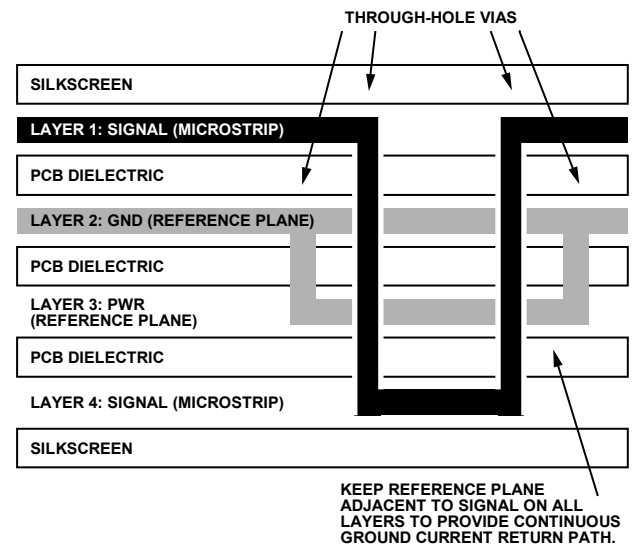 THROUGH-HOLE VIAS
SILKSCREEN
LAYER 1: SIGNAL (MICROSTRIP)
PCB DIELECTRIC
LAYER 2: GND (REFERENCE PLANE)
PCB DIELECTRIC
LAYER 3: PWR
(REFERENCE PLANE)
PCB DIELECTRIC
LAYER 4: SIGNAL (MICROSTRIP)
SILKSCREEN
KEEP REFERENCE PLANE
ADJACENT TO SIGNAL ON ALL
LAYERS TO PROVIDE CONTINUOUS
GROUND CURRENT RETURN PATH.